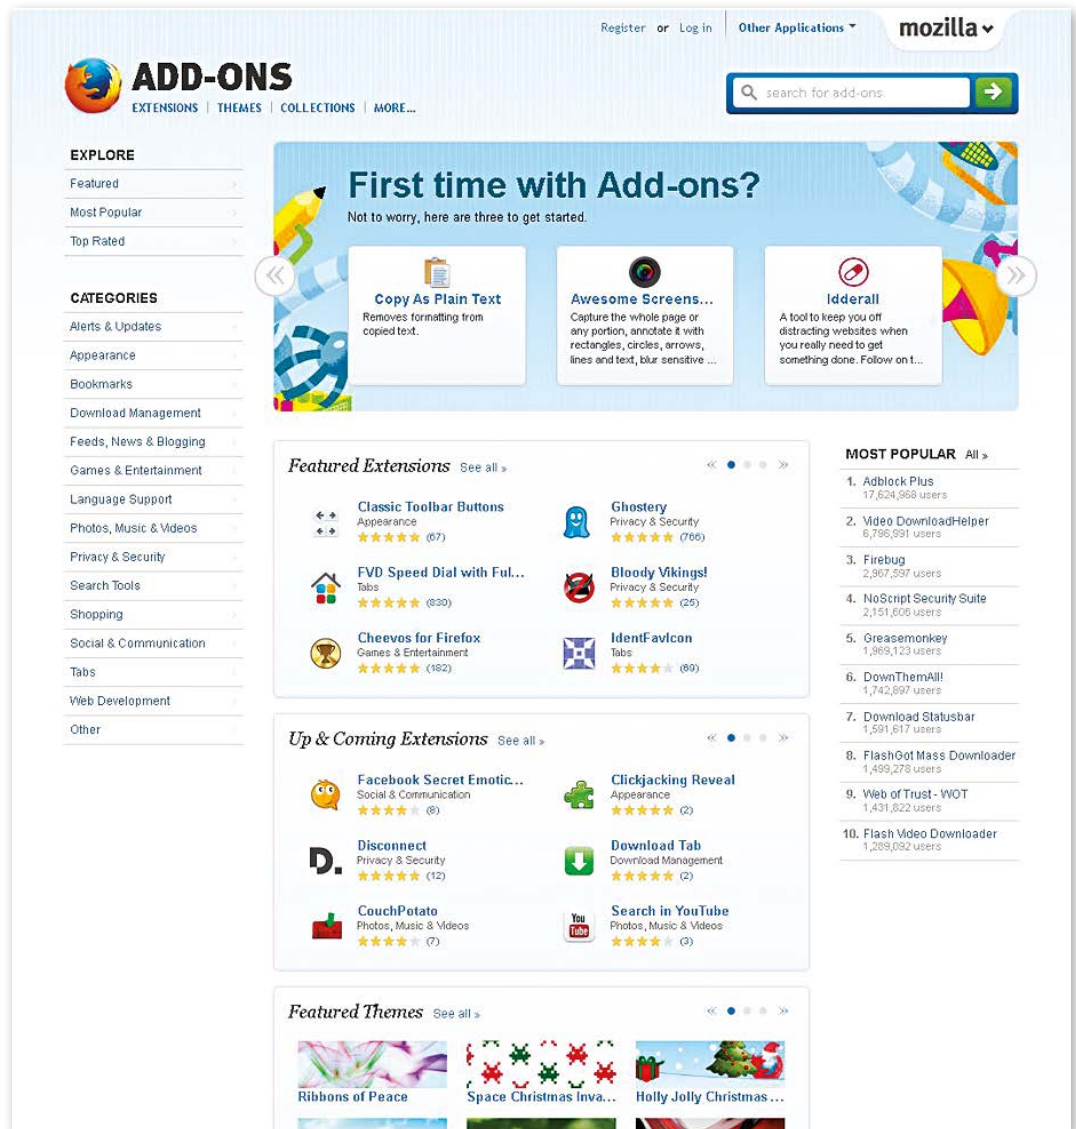 Register or Log in Other Applications
mozilla
ADD-ONS
EXTENSIONS | THEMES | COLLECTIONS | MORE...
search for add-ons
EXPLORE
Featured
Most Popular
Top Rated
CATEGORIES
Alerts & Updates
Appearance
Bookmarks
Download Management
Feeds, News & Blogging
Games & Entertainment
Language Support
Photos, Music & Videos
Privacy & Security
Search Tools
Shopping
Social & Communication
Tabs
Web Development
Other
First time with Add-ons?
Not to worry, here are three to get started.
Copy As Plain Text
Removes formatting from
copied text.
Awesome Screens...
Capture the whole page or
any portion, annotate it with
rectangles, circles, arrows,
lines and text, blur sensitive ...
Idderall
A tool to keep you off
distracting websites when
you really need to get
something done. Follow on t...
Featured Extensions See all »
Classic Toolbar Buttons
Appearance
(67)
Ghostery
Privacy & Security
(766)
FVD Speed Dial with Ful...
Tabs
(830)
Bloody Vikings!
Privacy & Security
(25)
Cheevos for Firefox
Games & Entertainment
(182)
IdentFavIcon
Tabs
(69)
Up & Coming Extensions See all »
Facebook Secret Emotic...
Social & Communication
(8)
Clickjacking Reveal
Appearance
(2)
D.
Disconnect
Privacy & Security
(12)
Download Tab
Download Management
(2)
CouchPotato
Photos, Music & Videos
(7)
You
Tube
Search in YouTube
Photos, Music & Videos
(3)
Featured Themes See all »
Ribbons of Peace
Space Christmas Inva...
Holly Jolly Christmas ...
MOST POPULAR All »
1. Adblock Plus
17,624,968 users
2. Video DownloadHelper
6,796,991 users
3. Firebug
2,967,597 users
4. NoScript Security Suite
2,151,606 users
5. Greasemonkey
1,969,123 users
6. DownThemAll!
1,742,897 users
7. Download Statusbar
1,591,617 users
8. FlashGot Mass Downloader
1,499,278 users
9. Web of Trust - WOT
1,431,822 users
10. Flash Video Downloader
1,289,092 users